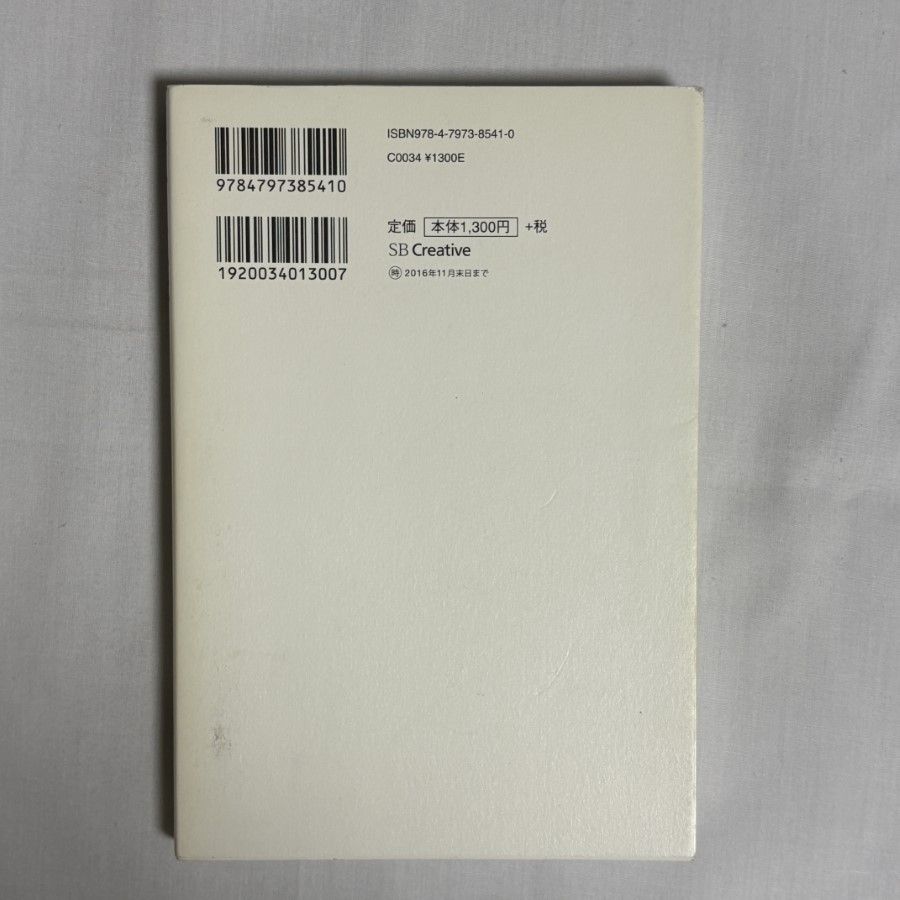 ISBN978-4-7973-8541-0
C0034 ¥1300E
9784797385410
定価 本体1,300円 +税
SB Creative
時 2016年11月末日まで
1920034013007